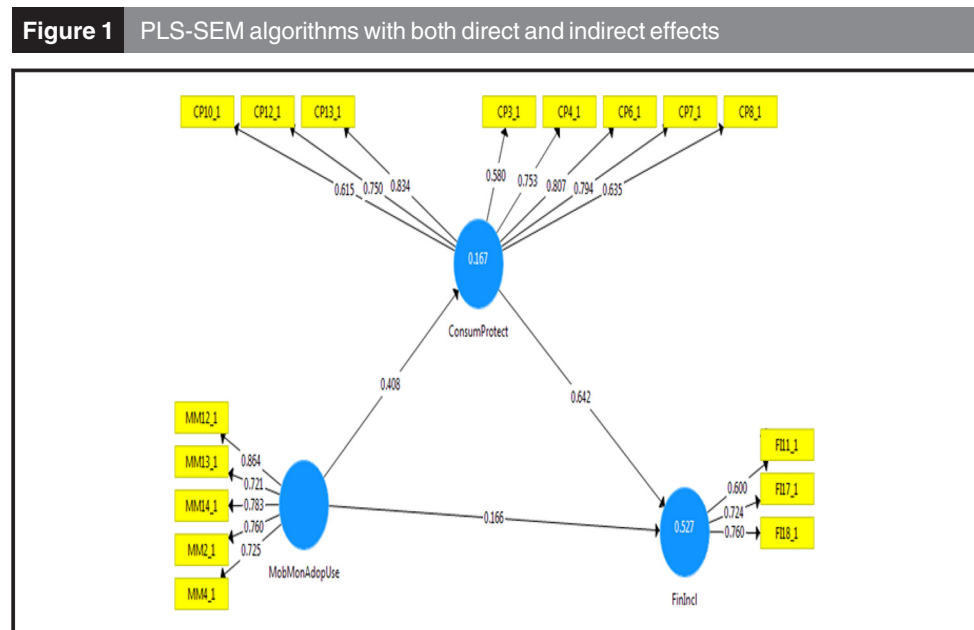 Figure 1 PLS-SEM algorithms with both direct and indirect effects
CP10_1 CP12_1 CP13_1 CP3_1 CP4_1 CP6_1 CP7_1 CP8_1
0.615 0.750 0.834 0.580 0.753 0.807 0.794 0.635
0.167
ConsumProtect
0.408
0.642
MM12_1
MM13_1
MM14_1
MM2_1
MM4_1
0.864
0.721
0.783
0.760
0.725
MobMonAdopUse
0.166
FI11_1
FI17_1
FI18_1
0.600
0.724
0.760
0.527
FinIncl